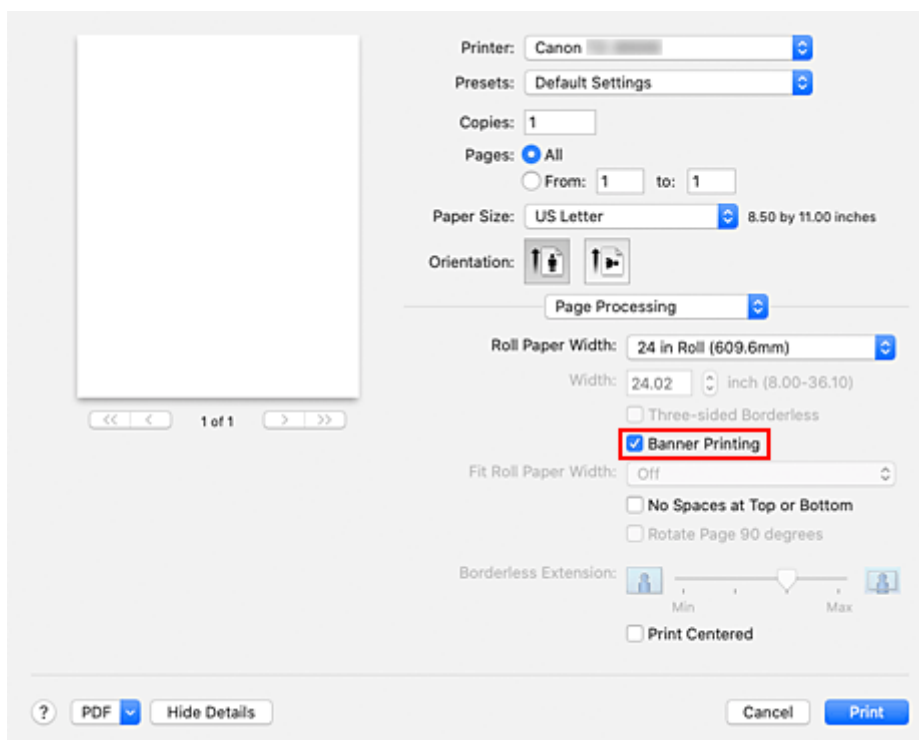 Printer: Canon
Presets: Default Settings
Copies: 1
Pages: All
From: 1 to: 1
Paper Size: US Letter 8.50 by 11.00 inches
Orientation:
Page Processing
Roll Paper Width: 24 in Roll (609.6mm)
Width: 24.02 inch (8.00-36.10)
Three-sided Borderless
<< < 1 of 1 > >>
Banner Printing
Fit Roll Paper Width: Off
No Spaces at Top or Bottom
Rotate Page 90 degrees
Borderless Extension:
Min Max
Print Centered
? PDF Hide Details Cancel Print